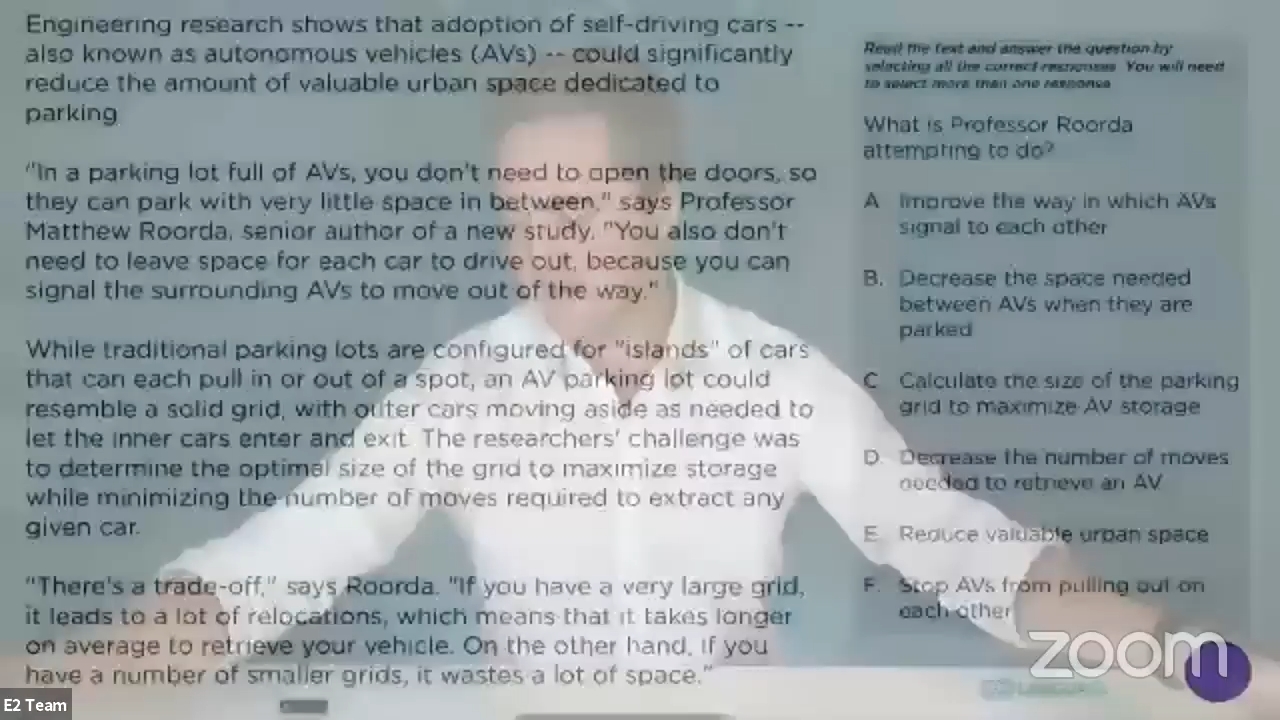 Engineering research shows that adoption of self-driving cars --
also known as autonomous vehicles (AVs) -- could significantly
reduce the amount of valuable urban space dedicated to
parking
"In a parking lot full of AVs, you don't need to open the doors, so
they can park with very little space in between," says Professor
Matthew Roorda, senior author of a new study. "You also don't
need to leave space for each car to drive out, because you can
signal the surrounding AVs to move out of the way."
While traditional parking lots are configured for "islands" of cars
that can each pull in or out of a spot, an AV parking lot could
resemble a solid grid, with outer cars moving aside as needed to
let the inner cars enter and exit. The researchers' challenge was
to determine the optimal size of the grid to maximize storage
while minimizing the number of moves required to extract any
given car.
"There's a trade-off," says Roorda. "If you have a very large grid,
it leads to a lot of relocations, which means that it takes longer
on average to retrieve your vehicle. On the other hand, if you
have a number of smaller grids, it wastes a lot of space."
Read the text and answer the question by
selecting all the correct responses. You will need
to select more than one response
What is Professor Roorda
attempting to do?
A. Improve the way in which AVs
signal to each other
B. Decrease the space needed
between AVs when they are
parked
C. Calculate the size of the parking
grid to maximize AV storage
D. Decrease the number of moves
needed to retrieve an AV
E. Reduce valuable urban space
F. Stop AVs from pulling out on
each other
zoom
E2 Team